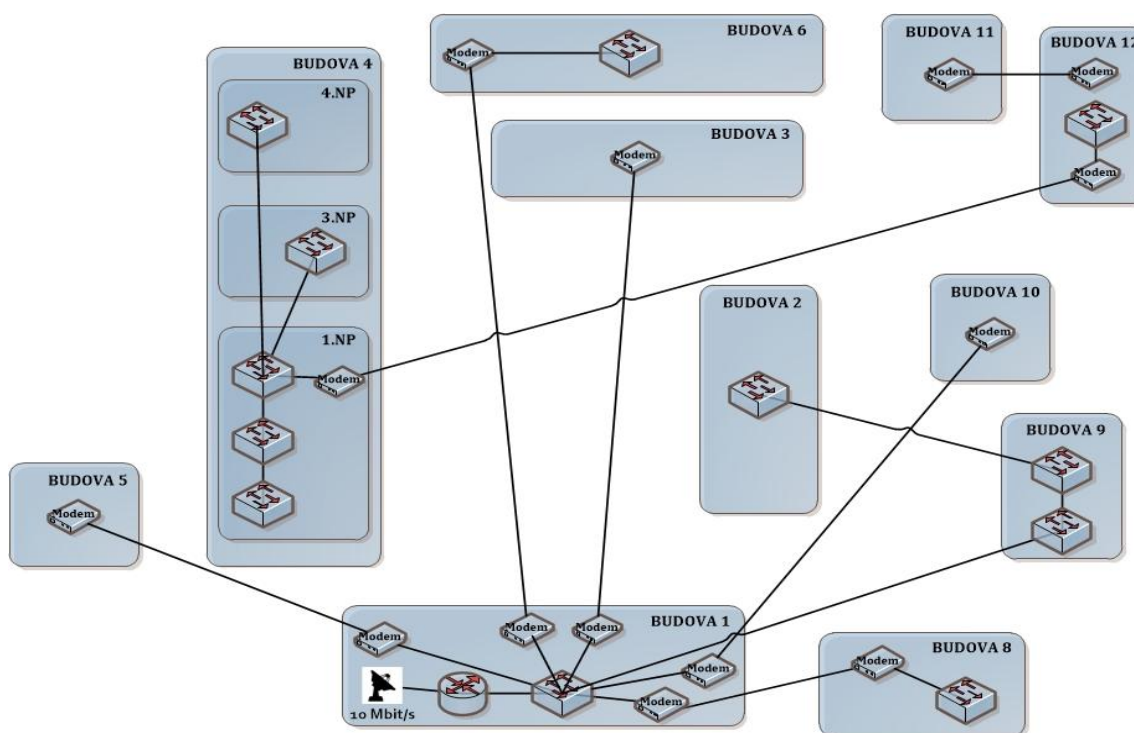 BUDOVA 6
Modem
BUDOVA 11
Modem
BUDOVA 12
Modem
Modem
BUDOVA 4
4.NP
3.NP
1.NP
Modem
BUDOVA 3
Modem
BUDOVA 2
BUDOVA 10
Modem
BUDOVA 9
BUDOVA 5
Modem
BUDOVA 1
Modem
Modem
Modem
Modem
Modem
10 Mbit/s
BUDOVA 8
Modem